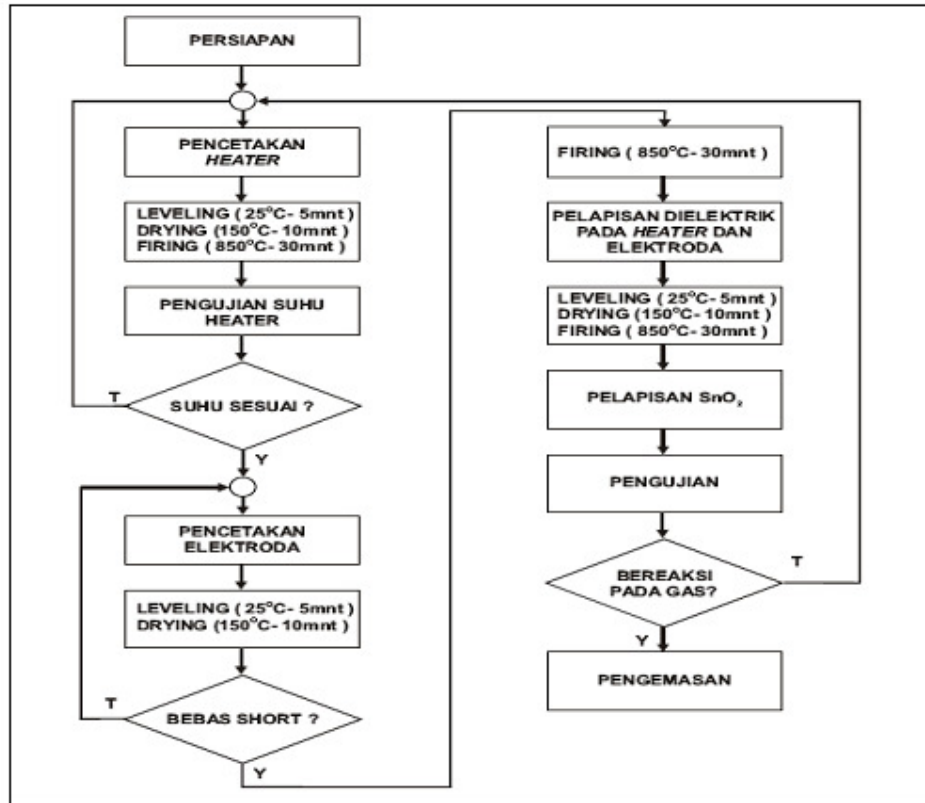 PERSIAPAN
PENCETAKAN
HEATER
LEVELING ( 25°C- 5mnt )
DRYING (150°C- 10mnt )
FIRING ( 850°C- 30mnt )
PENGUJIAN SUHU
HEATER
SUHU SESUAI ?
T
Y
PENCETAKAN
ELEKTRODA
LEVELING ( 25°C- 5mnt )
DRYING (150°C- 10mnt )
BEBAS SHORT ?
T
Y
FIRING ( 850°C- 30mnt )
PELAPISAN DIELEKTRIK
PADA HEATER DAN
ELEKTRODA
LEVELING ( 25°C- 5mnt )
DRYING (150°C- 10mnt )
FIRING ( 850°C- 30mnt )
PELAPISAN SnO₂
PENGUJIAN
BEREAKSI
PADA GAS?
T
Y
PENGEMASAN